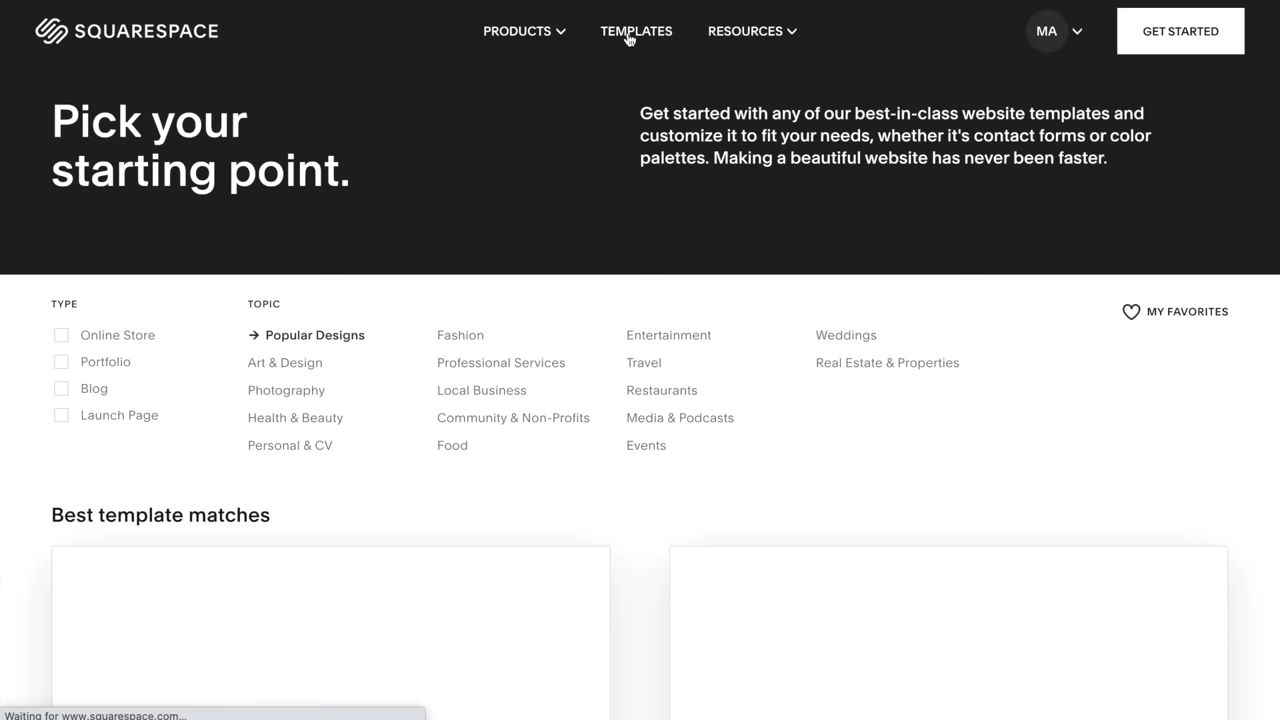 SQUARESPACE
PRODUCTS
TEMPLATES
RESOURCES
MA
GET STARTED
Pick your
starting point.
Get started with any of our best-in-class website templates and
customize it to fit your needs, whether it's contact forms or color
palettes. Making a beautiful website has never been faster.
TYPE
Online Store
Portfolio
Blog
Launch Page
TOPIC
Popular Designs
Art & Design
Photography
Health & Beauty
Personal & CV
Fashion
Professional Services
Local Business
Community & Non-Profits
Food
Entertainment
Travel
Restaurants
Media & Podcasts
Events
Weddings
Real Estate & Properties
MY FAVORITES
Best template matches
Waiting for www.squarespace.com...